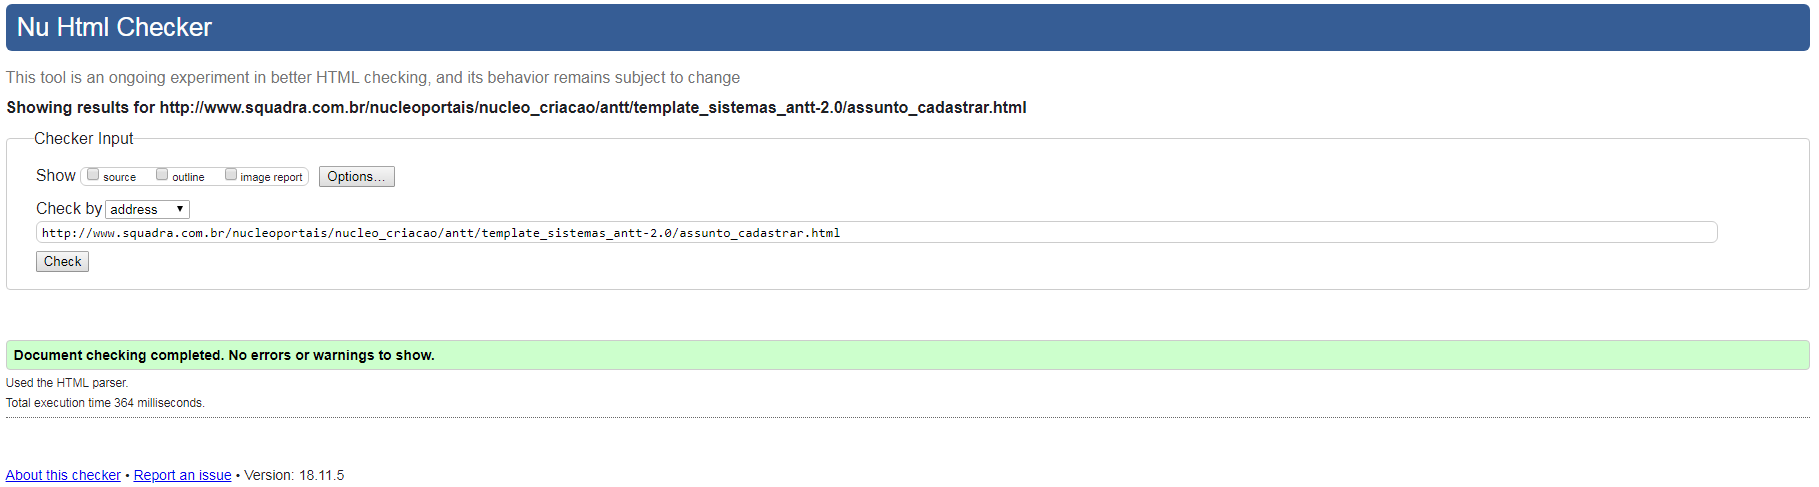 Nu Html Checker
This tool is an ongoing experiment in better HTML checking, and its behavior remains subject to change
Showing results for http://www.squadra.com.br/nucleoportais/nucleo_criacao/antt/template_sistemas_antt-2.0/assunto_cadastrar.html
Checker Input
Show source outline image report Options...
Check by address
http://www.squadra.com.br/nucleoportais/nucleo_criacao/antt/template_sistemas_antt-2.0/assunto_cadastrar.html
Check
Document checking completed. No errors or warnings to show.
Used the HTML parser.
Total execution time 364 milliseconds.
About this checker • Report an issue • Version: 18.11.5